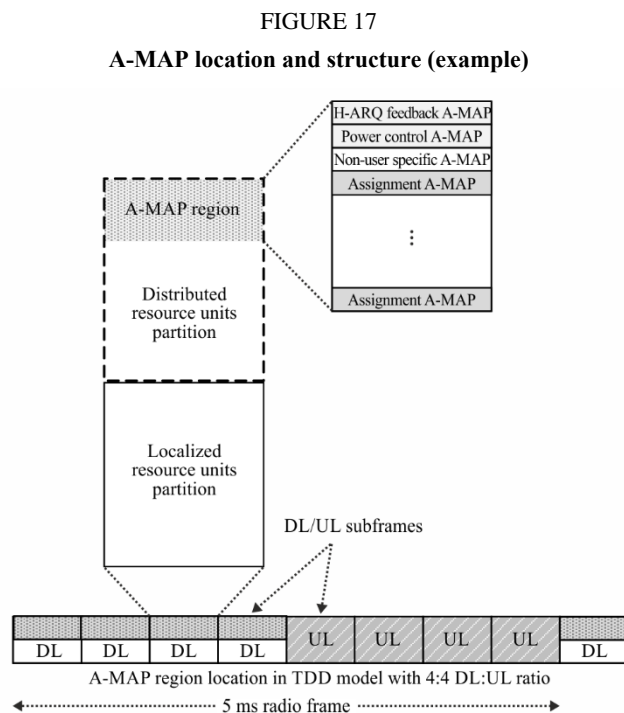 FIGURE 17
A-MAP location and structure (example)
H-ARQ feedback A-MAP
Power control A-MAP
Non-user specific A-MAP
Assignment A-MAP
⋮
Assignment A-MAP
A-MAP region
Distributed
resource units
partition
Localized
resource units
partition
DL/UL subframes
DL DL DL DL UL UL UL UL DL
A-MAP region location in TDD model with 4:4 DL:UL ratio
5 ms radio frame